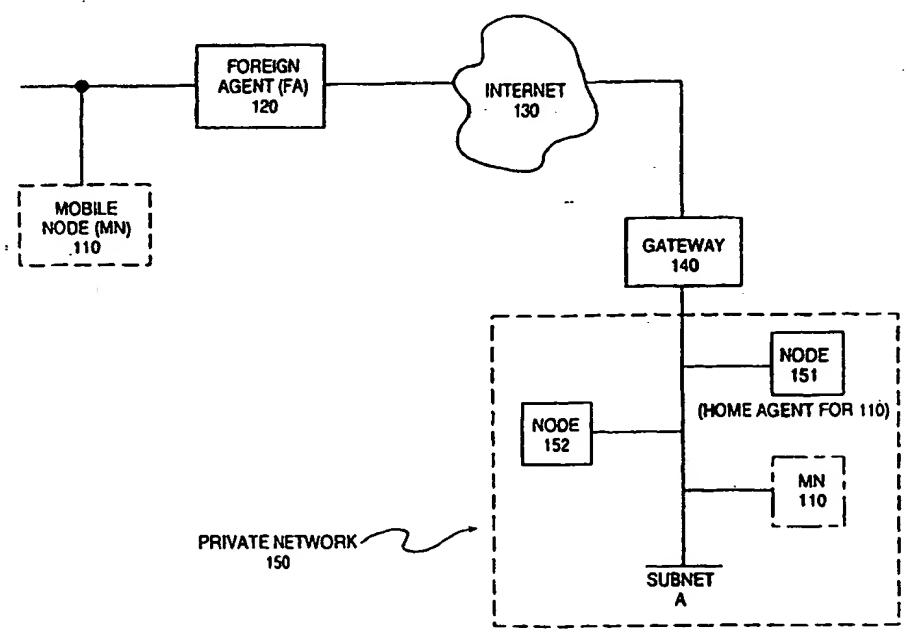 FOREIGN
AGENT (FA)
120
INTERNET
130
MOBILE
NODE (MN)
110
GATEWAY
140
NODE
151
(HOME AGENT FOR 110)
NODE
152
MN
110
PRIVATE NETWORK
150
SUBNET
A